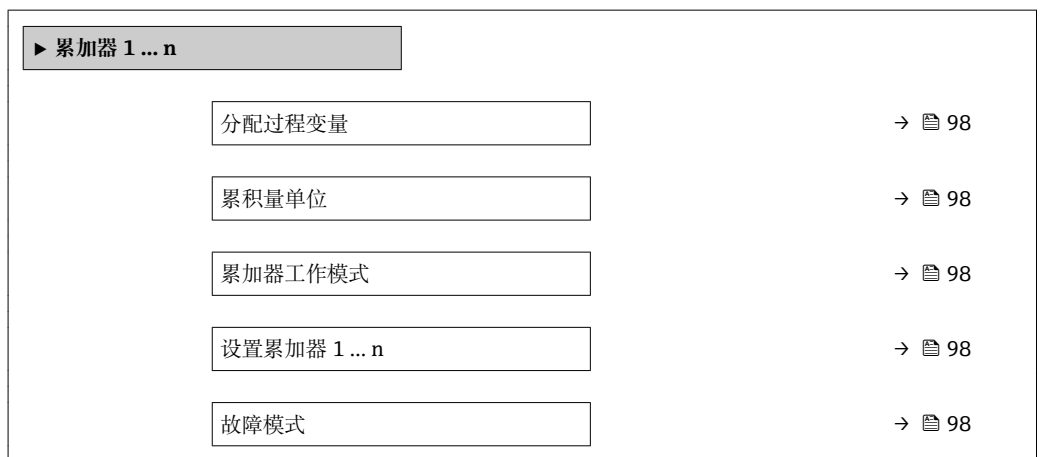 ▶ 累加器 1 ... n
分配过程变量 → 🖹 98
累积量单位 → 🖹 98
累加器工作模式 → 🖹 98
设置累加器 1 ... n → 🖹 98
故障模式 → 🖹 98